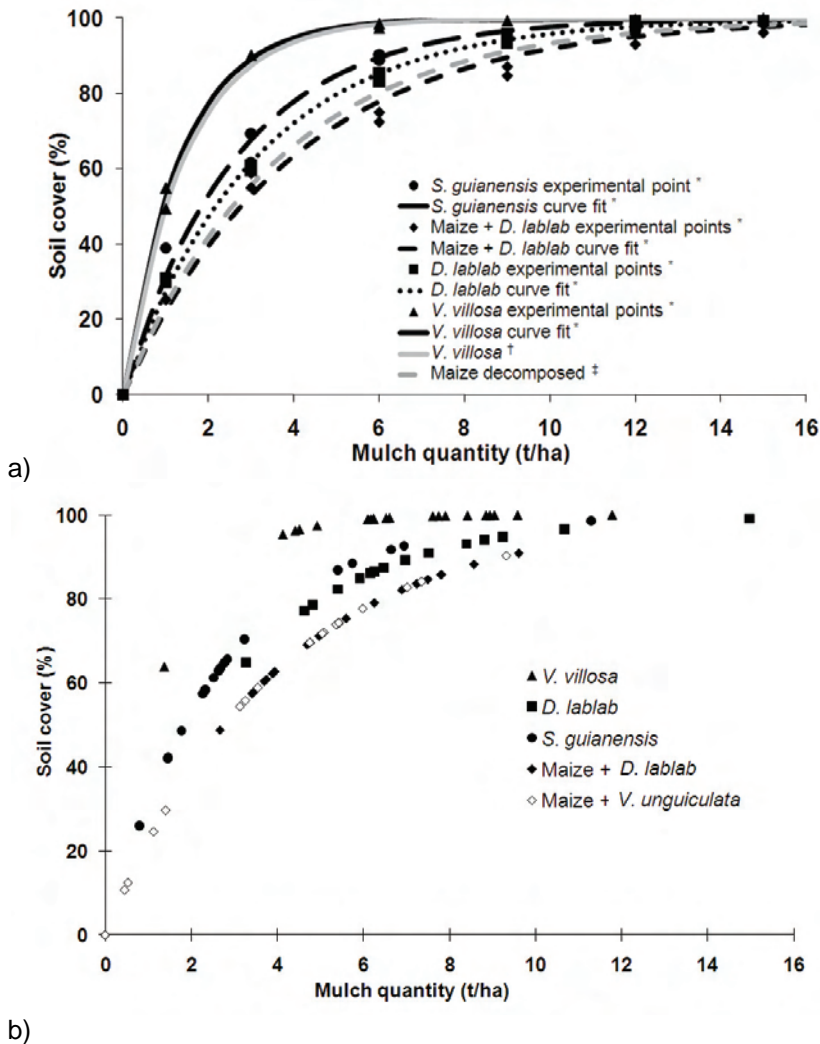 100
80
60
40
20
0
Soil cover (%)
S. guianensis experimental point *
S. guianensis curve fit *
Maize + D. lablab experimental points *
Maize + D. lablab curve fit *
D. lablab experimental points *
D. lablab curve fit *
V. villosa experimental points *
V. villosa curve fit *
V. villosa †
Maize decomposed ‡
0 2 4 6 8 10 12 14 16
Mulch quantity (t/ha)
a)
100
80
60
40
20
0
Soil cover (%)
V. villosa
D. lablab
S. guianensis
Maize + D. lablab
Maize + V. unguiculata
0 2 4 6 8 10 12 14 16
Mulch quantity (t/ha)
b)